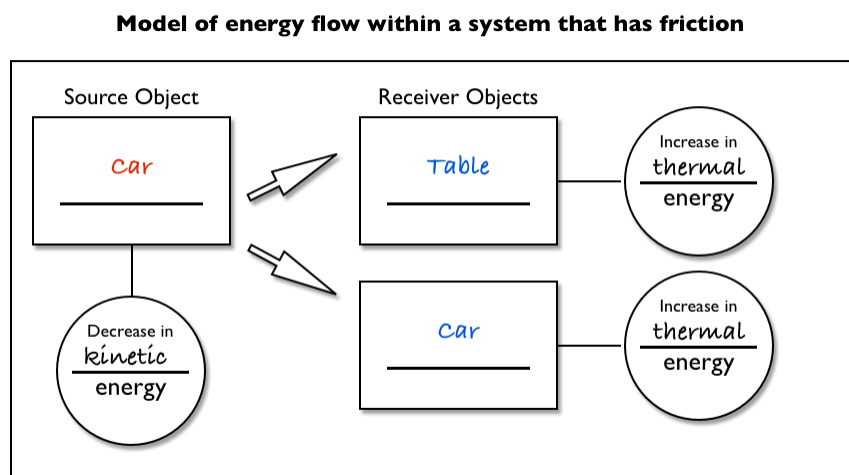 Model of energy flow within a system that has friction
Source Object
Receiver Objects
Car
Table
Increase in
thermal
energy
Decrease in
kinetic
energy
Car
Increase in
thermal
energy